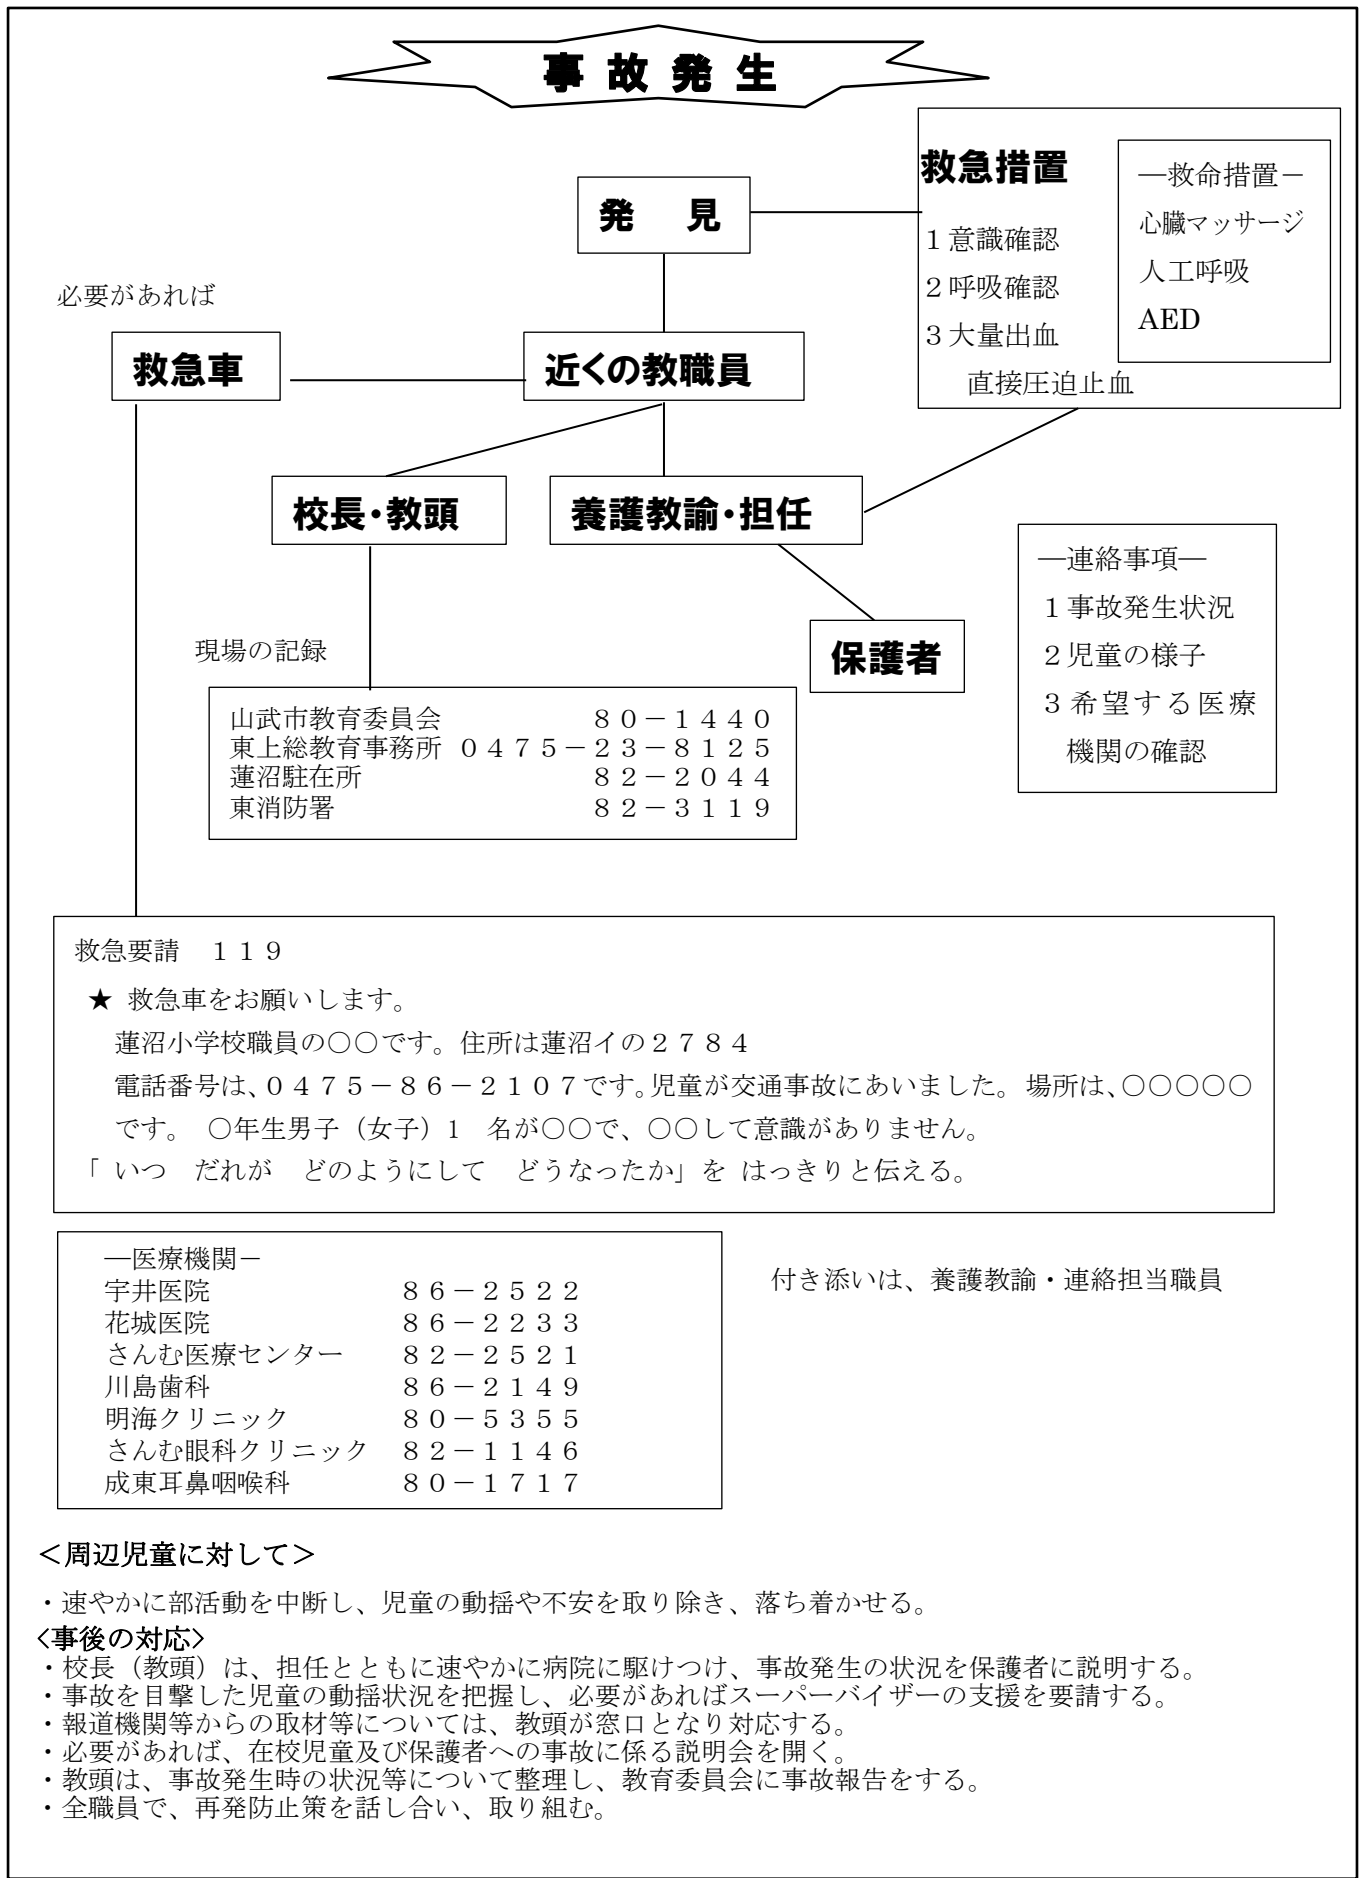 事故発生
発　見
救急措置
１意識確認
２呼吸確認
３大量出血
直接圧迫止血
―救命措置－
心臓マッサージ
人工呼吸
AED
必要があれば
救急車
近くの教職員
校長・教頭
養護教諭・担任
保護者
―連絡事項―
１事故発生状況
２児童の様子
３希望する医療
機関の確認
現場の記録
山武市教育委員会　８０－１４４０
東上総教育事務所　０４７５－２３－８１２５
蓮沼駐在所　８２－２０４４
東消防署　８２－３１１９
救急要請　１１９
★ 救急車をお願いします。
蓮沼小学校職員の○○です。住所は蓮沼イの２７８４
電話番号は、０４７５－８６－２１０７です。児童が交通事故にあいました。 場所は、○○○○○
です。 ○年生男子（女子）1　名が○○で、○○して意識がありません。
「 いつ　だれが　どのようにして　どうなったか」を はっきりと伝える。
―医療機関－
宇井医院　８６－２５２２
花城医院　８６－２２３３
さんむ医療センター　８２－２５２１
川島歯科　８６－２１４９
明海クリニック　８０－５３５５
さんむ眼科クリニック　８２－１１４６
成東耳鼻咽喉科　８０－１７１７
付き添いは、養護教諭・連絡担当職員
＜周辺児童に対して＞
・速やかに部活動を中断し、児童の動揺や不安を取り除き、落ち着かせる。
<事後の対応>
・校長（教頭）は、担任とともに速やかに病院に駆けつけ、事故発生の状況を保護者に説明する。
・事故を目撃した児童の動揺状況を把握し、必要があればスーパーバイザーの支援を要請する。
・報道機関等からの取材等については、教頭が窓口となり対応する。
・必要があれば、在校児童及び保護者への事故に係る説明会を開く。
・教頭は、事故発生時の状況等について整理し、教育委員会に事故報告をする。
・全職員で、再発防止策を話し合い、取り組む。